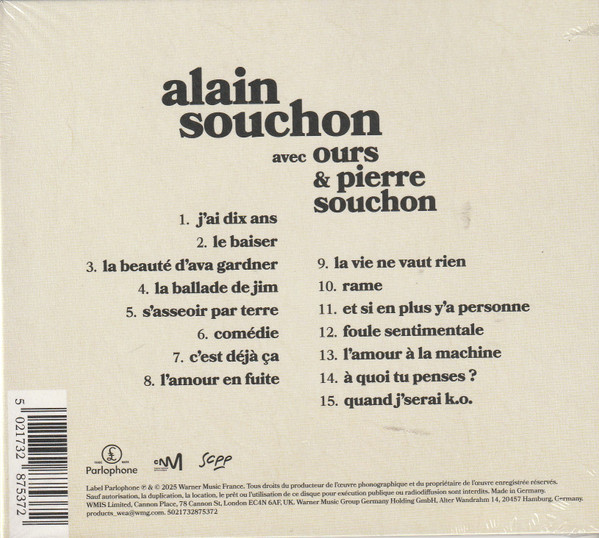 alain
souchon
avec ours
& pierre
souchon
1. j'ai dix ans
2. le baiser
3. la beauté d'ava gardner
4. la ballade de jim
5. s'asseoir par terre
6. comédie
7. c'est déjà ça
8. l'amour en fuite
9. la vie ne vaut rien
10. rame
11. et si en plus y'a personne
12. foule sentimentale
13. l'amour à la machine
14. à quoi tu penses ?
15. quand j'serai k.o.
5 021732 875372
Parlophone
cNM
scpp
Label Parlophone ℗ & © 2025 Warner Music France. Tous droits du producteur de l'œuvre phonographique et du propriétaire de l'œuvre enregistrée réservés.
Sauf autorisation, la duplication, la location, le prêt ou l'utilisation de ce disque pour exécution publique ou radiodiffusion sont interdits. Made in Germany.
WMIS Limited, Cannon Place, 78 Cannon St, London EC4N 6AF, UK. Warner Music Group Germany Holding GmbH, Alter Wandrahm 14, 20457 Hamburg, Germany.
products_wea@wmg.com. 5021732875372